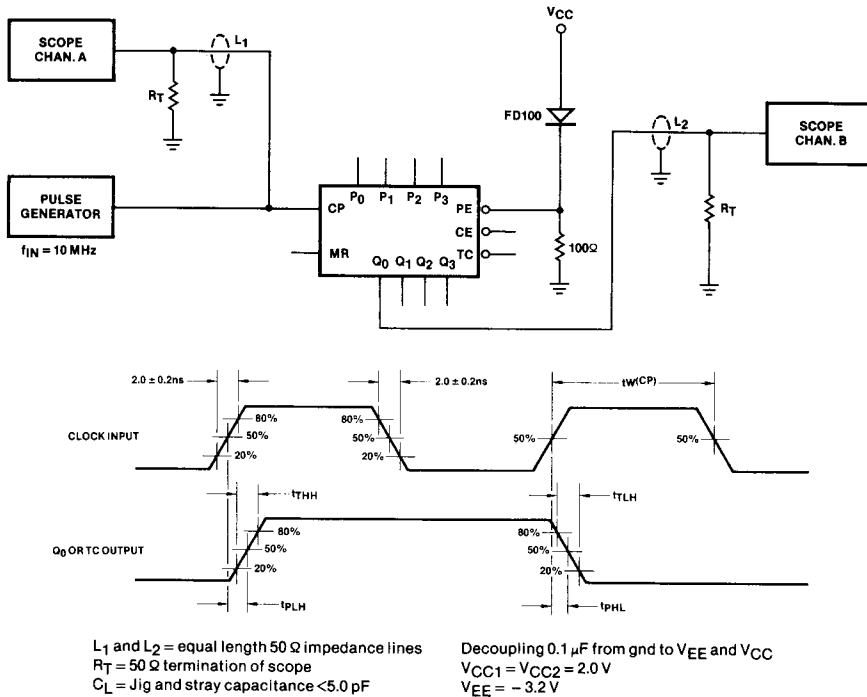 SCOPE
CHAN. A
L1
RT
VCC
FD100
L2
SCOPE
CHAN. B
RT
PULSE
GENERATOR
fIN = 10 MHz
P0 P1 P2 P3
CP PE
CE
MR TC
Q0 Q1 Q2 Q3
100Ω
2.0 ± 0.2ns
2.0 ± 0.2ns
tW(CP)
CLOCK INPUT
80%
50%
20%
80%
50%
20%
50%
50%
tTHH
tTLH
Q0 OR TC OUTPUT
80%
50%
20%
80%
50%
20%
tPLH
tPHL
L1 and L2 = equal length 50 Ω impedance lines
RT = 50 Ω termination of scope
CL = Jig and stray capacitance <5.0 pF
Decoupling 0.1 μF from gnd to VEE and VCC
VCC1 = VCC2 = 2.0 V
VEE = − 3.2 V